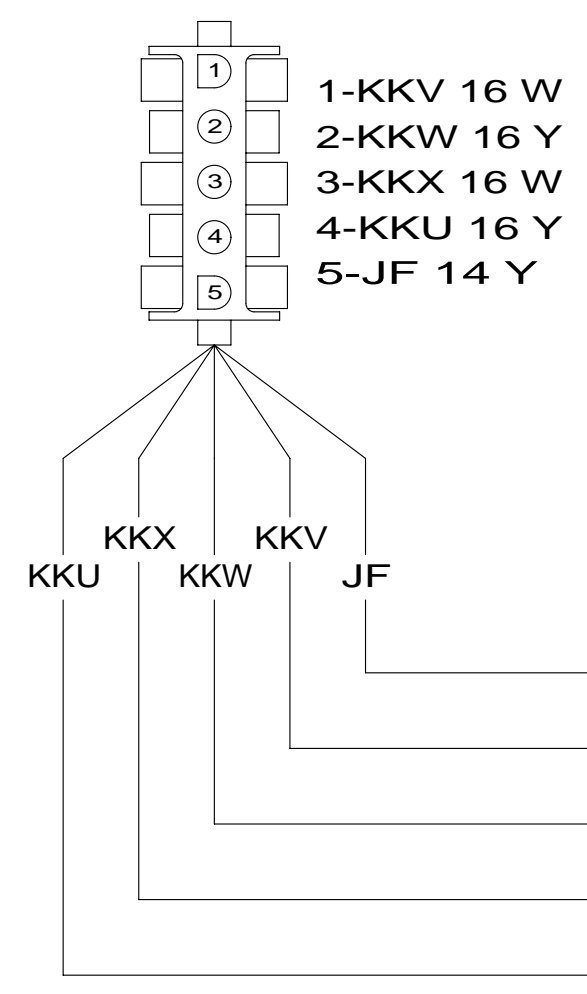 1
2
3
4
5
1-KKV 16 W
2-KKW 16 Y
3-KKX 16 W
4-KKU 16 Y
5-JF 14 Y
KKX KKV
KKU KKW JF